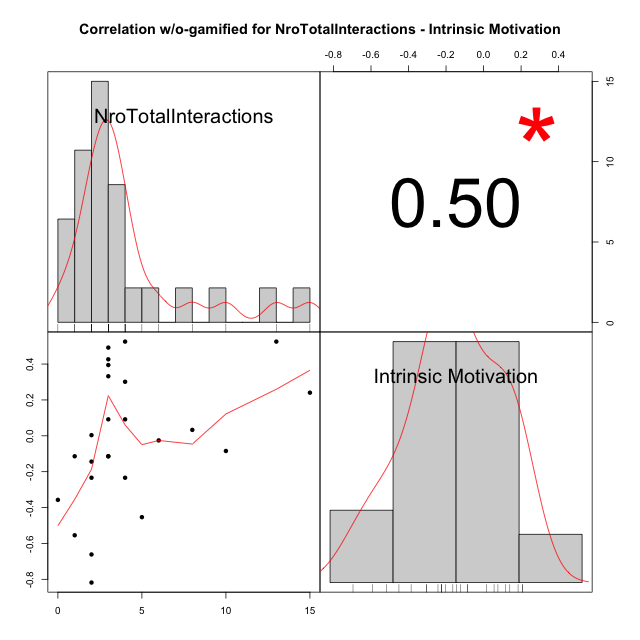 Correlation w/o-gamified for NroTotalInteractions - Intrinsic Motivation
-0.8 -0.6 -0.4 -0.2 0.0 0.2 0.4
NroTotalInteractions
*
0.50
15
10
5
0
Intrinsic Motivation
0.4
0.2
0.0
-0.2
-0.4
-0.6
-0.8
0 5 10 15